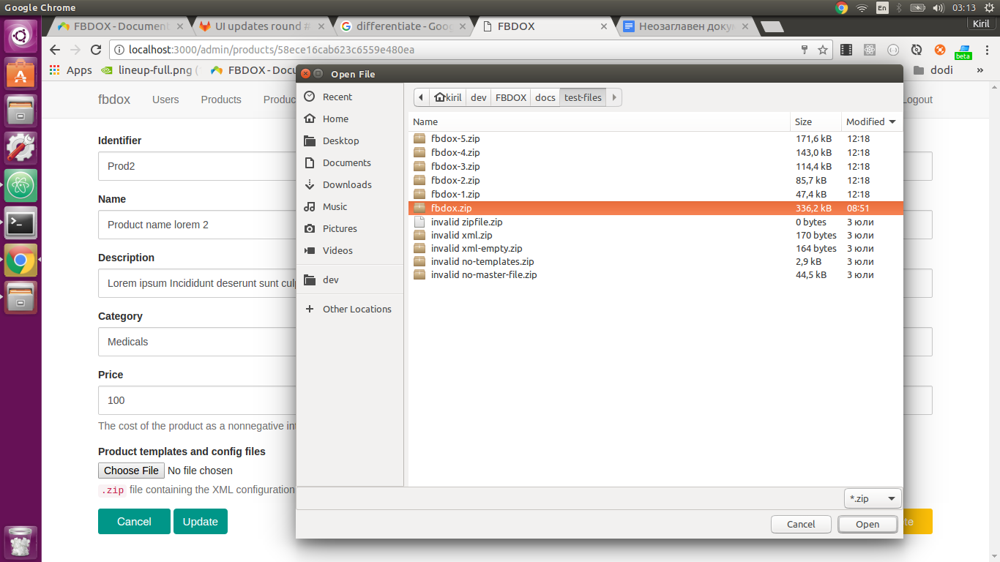 Google Chrome
En
03:13
FBDOX - Document
UI updates round #
differentiate - Goog
FBDOX
Неозаглавен докум
Kiril
localhost:3000/admin/products/58ece16cab623c6559e480ea
beta
Apps
lineup-full.png (
FBDOX - Docu
dodi
»
fbdox
Users
Products
Produc
Logout
Identifier
Prod2
Name
Product name lorem 2
Description
Lorem ipsum Incididunt deserunt sunt culp
Category
Medicals
Price
100
The cost of the product as a nonnegative int
Product templates and config files
Choose File No file chosen
.zip file containing the XML configuration
Cancel
Update
te
Open File
Recent
Home
Desktop
Documents
Downloads
Music
Pictures
Videos
dev
+ Other Locations
kiril dev FBDOX docs test-files
Name Size Modified
fbdox-5.zip 171,6 kB 12:18
fbdox-4.zip 143,0 kB 12:18
fbdox-3.zip 114,4 kB 12:18
fbdox-2.zip 85,7 kB 12:18
fbdox-1.zip 47,4 kB 12:18
fbdox.zip 336,2 kB 08:51
invalid zipfile.zip 0 bytes 3 юли
invalid xml.zip 170 bytes 3 юли
invalid xml-empty.zip 164 bytes 3 юли
invalid no-templates.zip 2,9 kB 3 юли
invalid no-master-file.zip 44,5 kB 3 юли
*.zip
Cancel
Open